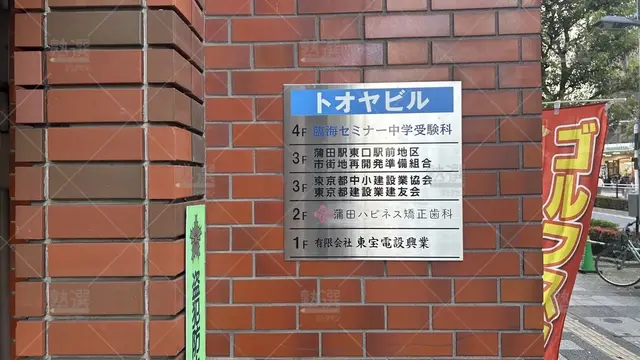 トオヤビル
4F 臨海セミナー中学受験科
3F 蒲田駅東口駅前地区
市街地再開発準備組合
3F 東京都中小建設業協会
東京都建設業建友会
2F 蒲田ハピネス矯正歯科
1F 有限会社 東宝電設興業
ゴルフス
盗犯防